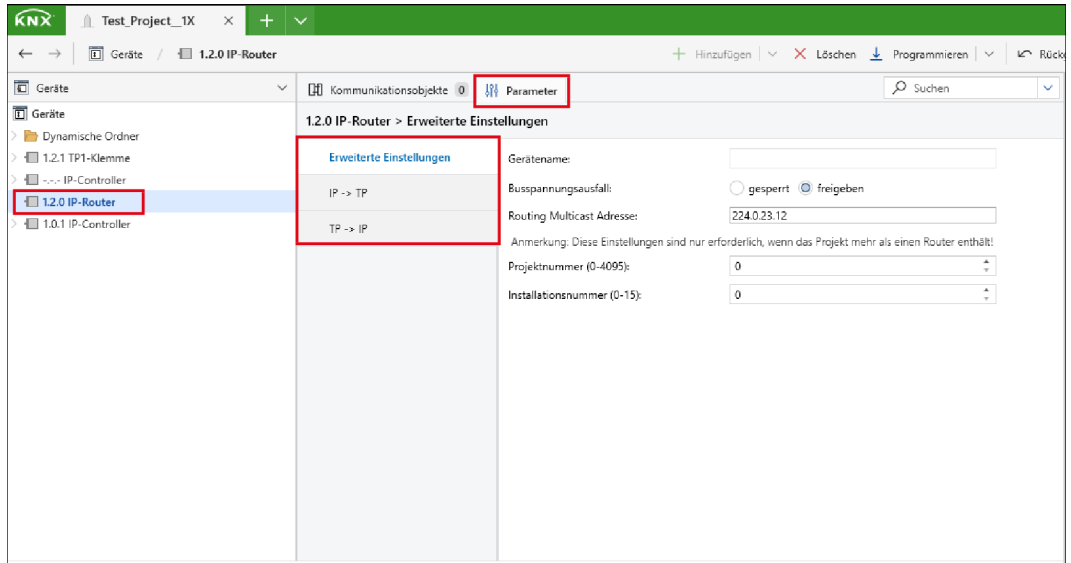 KNX Test_Project__1X
Geräte / 1.2.0 IP-Router Hinzufügen Löschen Programmieren
Geräte
Kommunikationsobjekte 0 Parameter Suchen
Geräte
1.2.0 IP-Router > Erweiterte Einstellungen
Dynamische Ordner
1.2.1 TP1-Klemme
-.-.- IP-Controller
1.2.0 IP-Router
1.0.1 IP-Controller
Erweiterte Einstellungen
IP -> TP
TP -> IP
Gerätename:
Busspannungsausfall: gesperrt freigeben
Routing Multicast Adresse: 224.0.23.12
Anmerkung: Diese Einstellungen sind nur erforderlich, wenn das Projekt mehr als einen Router enthält!
Projektnummer (0-4095): 0
Installationsnummer (0-15): 0